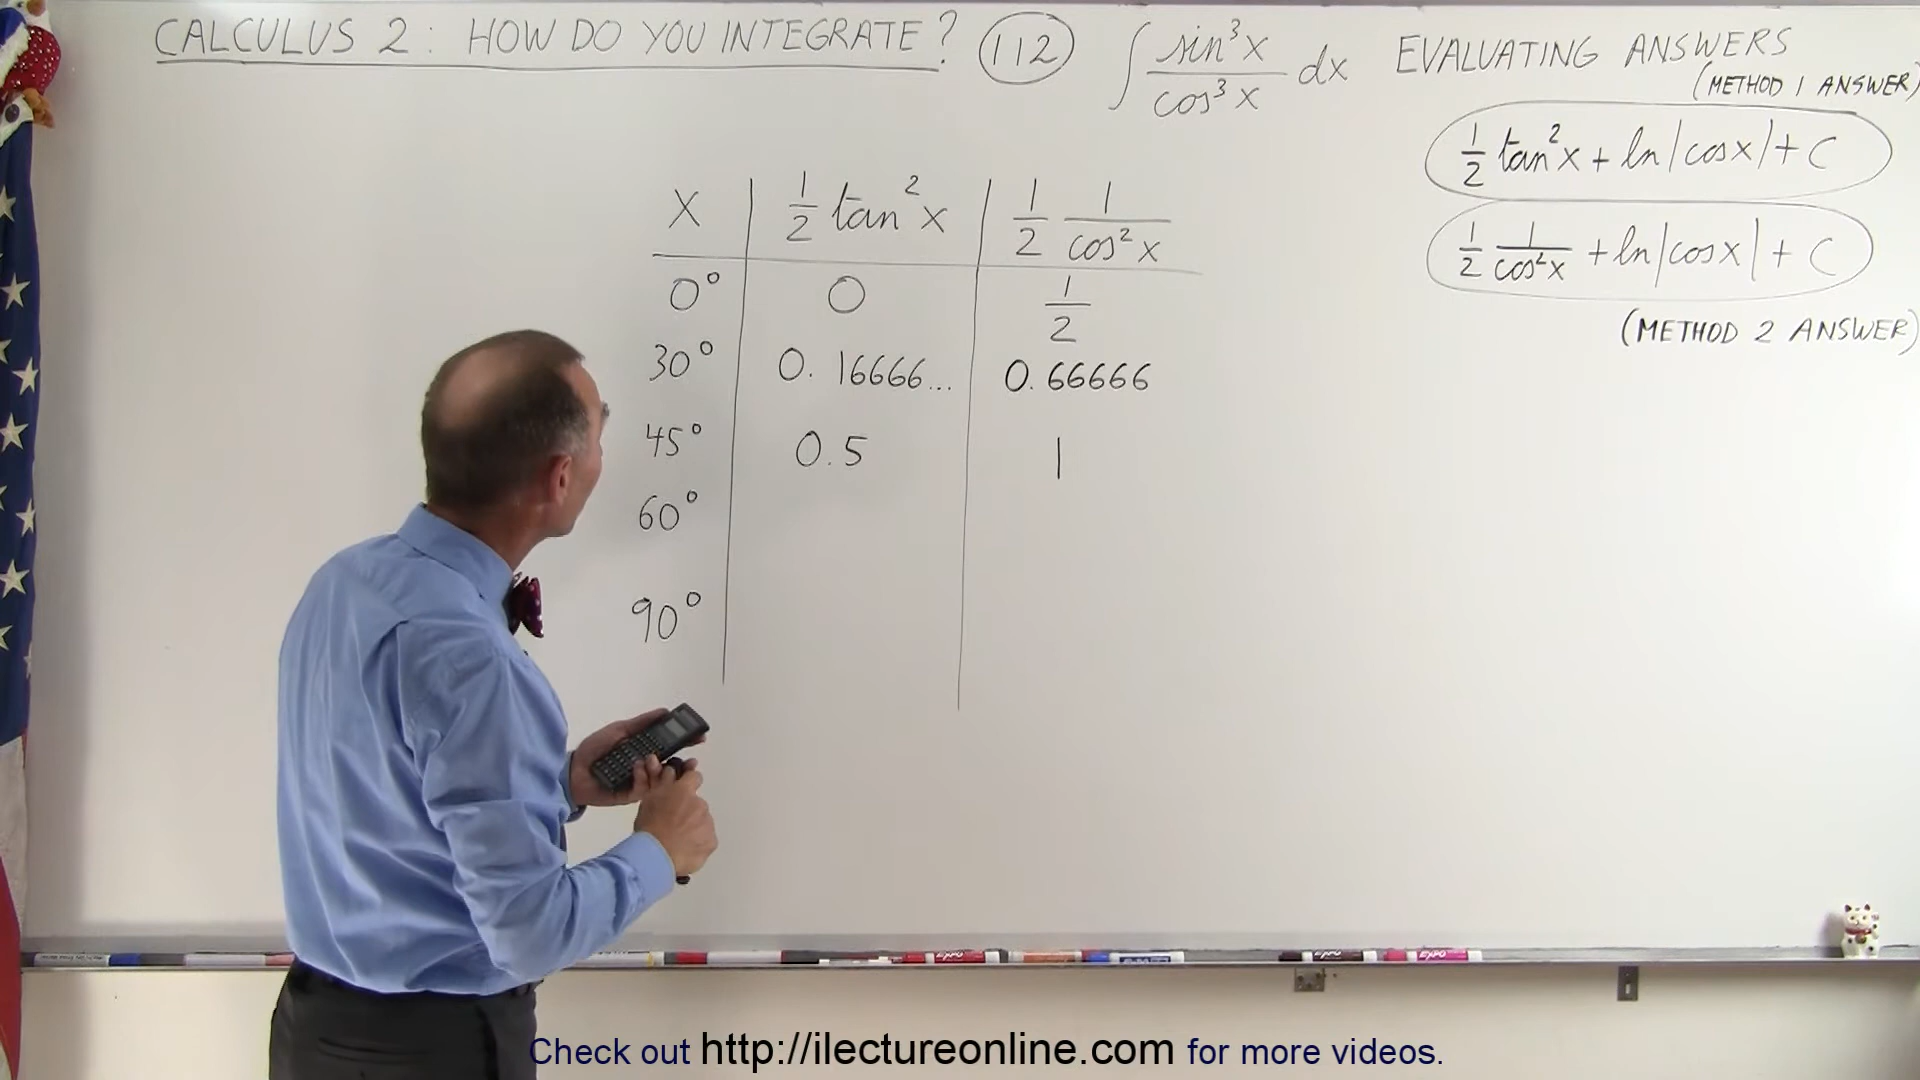 CALCULUS 2: HOW DO YOU INTEGRATE? 112 ∫ sin³x / cos³x dx EVALUATING ANSWERS
(METHOD 1 ANSWER)
1/2 tan²x + ln|cosx| + C
1/2 1/cos²x + ln|cosx| + C
(METHOD 2 ANSWER)
X | 1/2 tan²x | 1/2 1/cos²x
0° | 0 | 1/2
30° | 0.16666... | 0.66666
45° | 0.5 | 1
60°
90°
EXPO EXPO EXPO
Check out http://ilectureonline.com for more videos.